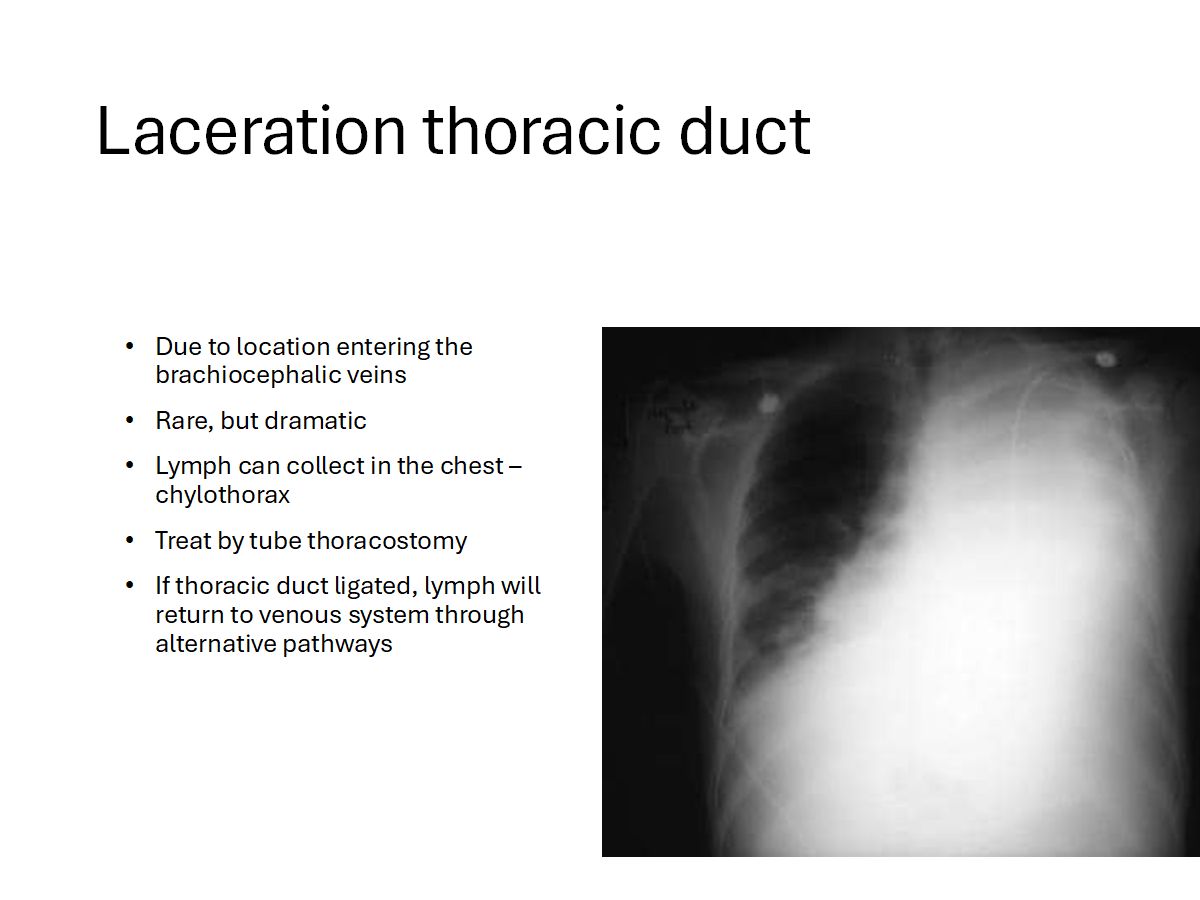 Laceration thoracic duct
• Due to location entering the
brachiocephalic veins
• Rare, but dramatic
• Lymph can collect in the chest –
chylothorax
• Treat by tube thoracostomy
• If thoracic duct ligated, lymph will
return to venous system through
alternative pathways